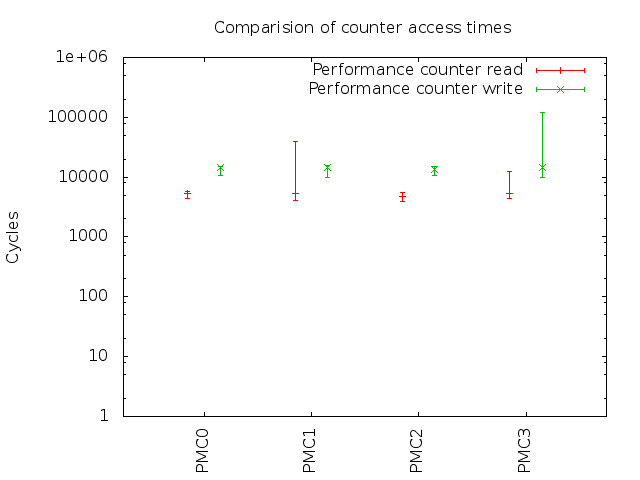 Comparision of counter access times
1e+06
100000
10000
1000
100
10
1
Cycles
Performance counter read
Performance counter write
PMC0
PMC1
PMC2
PMC3